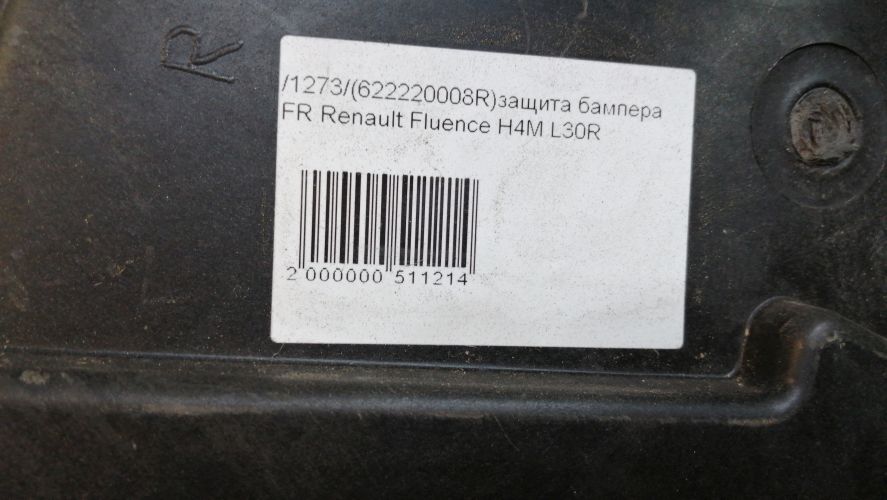 R
/1273/(622220008R)защита бампера
FR Renault Fluence H4M L30R
2 000000 511214